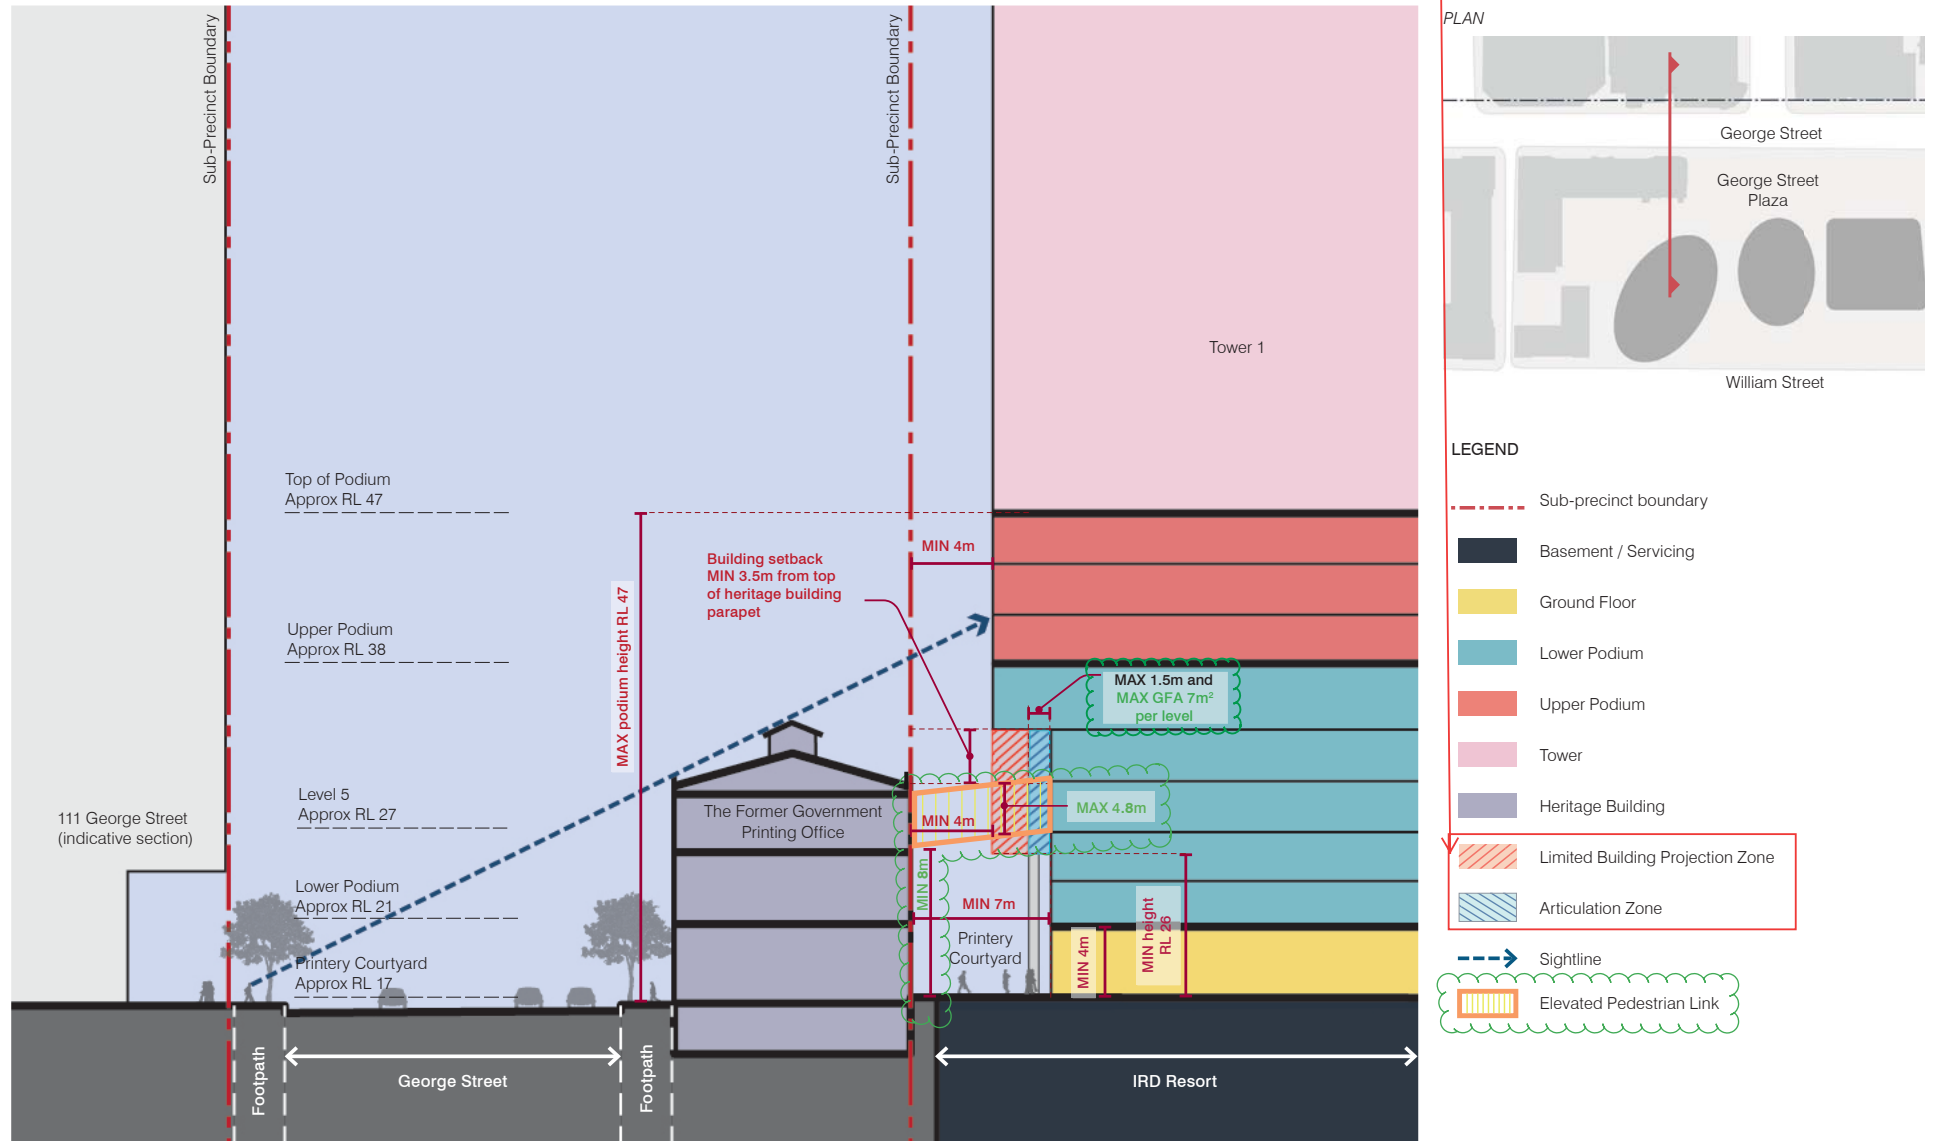 Sub-Precinct Boundary
Sub-Precinct Boundary
Tower 1
Top of Podium
Approx RL 47
MIN 4m
Building setback
MIN 3.5m from top
of heritage building
parapet
MAX podium height RL 47
Upper Podium
Approx RL 38
MAX 1.5m and
MAX GFA 7m²
per level
Level 5
Approx RL 27
111 George Street
(indicative section)
The Former Government
Printing Office
MIN 4m
MAX 4.8m
MIN 8m
Lower Podium
Approx RL 21
MIN 7m
MIN height
RL 26
MIN 4m
Printery
Courtyard
Printery Courtyard
Approx RL 17
Footpath
George Street
Footpath
IRD Resort
PLAN
George Street
George Street
Plaza
William Street
LEGEND
Sub-precinct boundary
Basement / Servicing
Ground Floor
Lower Podium
Upper Podium
Tower
Heritage Building
Limited Building Projection Zone
Articulation Zone
Sightline
Elevated Pedestrian Link